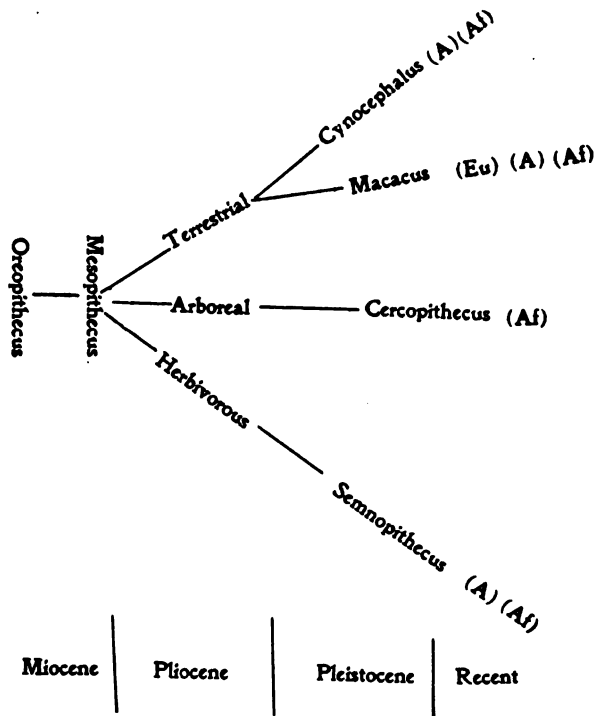 Cynocephalus (A) (Af)
Macacus (Eu) (A) (Af)
Terrestrial
Oreopithecus
Mesopithecus
Arboreal
Cercopithecus (Af)
Herbivorous
Semnopithecus (A) (Af)
Miocene
Pliocene
Pleistocene
Recent